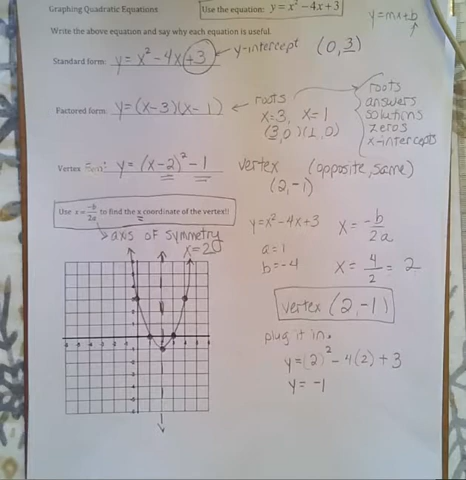 Graphing Quadratic Equations
Use the equation: y = x² − 4x + 3
y = mx + b
Write the above equation and say why each equation is useful.
Standard form: y = x² − 4x + 3
y-intercept (0, 3)
Factored form: y = (x − 3)(x − 1)
roots
x = 3, x = 1
(3, 0) (1, 0)
roots
answers
solutions
zeros
x-intercepts
Vertex form: y = (x − 2)² − 1
vertex (opposite, same)
(2, −1)
Use x = −b/2a to find the x coordinate of the vertex!!
axis of symmetry
x = 2
y = x² − 4x + 3
a = 1
b = −4
x = −b/2a
x = 4/2 = 2
vertex (2, −1)
plug it in.
y = (2)² − 4(2) + 3
y = −1